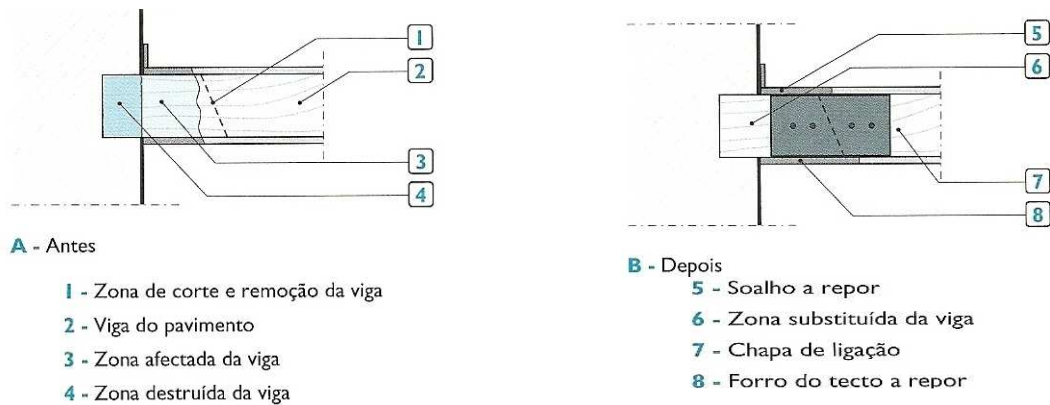 1
2
3
4
A - Antes
1 - Zona de corte e remoção da viga
2 - Viga do pavimento
3 - Zona afectada da viga
4 - Zona destruída da viga
5
6
7
8
B - Depois
5 - Soalho a repor
6 - Zona substituída da viga
7 - Chapa de ligação
8 - Forro do tecto a repor